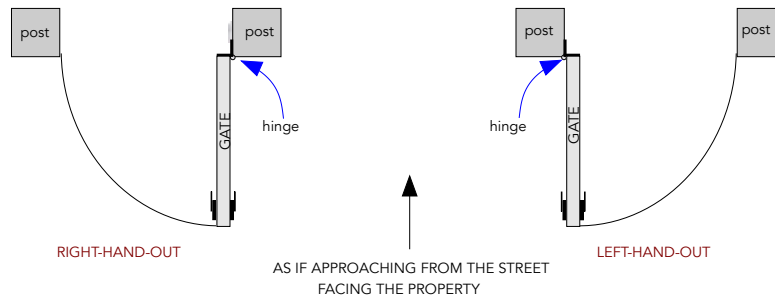 post
post
post
post
hinge
hinge
GATE
GATE
RIGHT-HAND-OUT
LEFT-HAND-OUT
AS IF APPROACHING FROM THE STREET
FACING THE PROPERTY